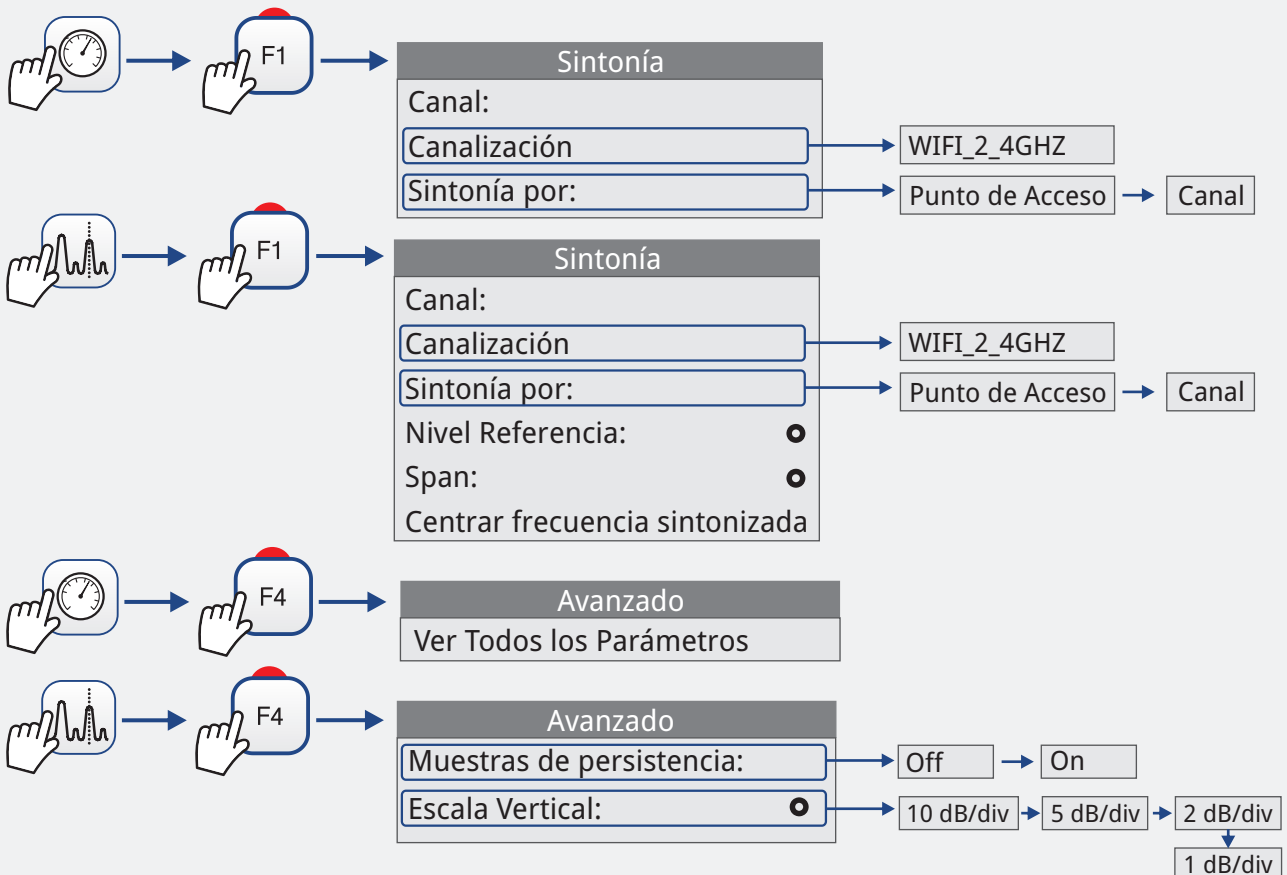 F1
Sintonía
Canal:
Canalización
WIFI_2_4GHZ
Sintonía por:
Punto de Acceso
Canal
F1
Sintonía
Canal:
Canalización
WIFI_2_4GHZ
Sintonía por:
Punto de Acceso
Canal
Nivel Referencia:
Span:
Centrar frecuencia sintonizada
F4
Avanzado
Ver Todos los Parámetros
F4
Avanzado
Muestras de persistencia:
Off
On
Escala Vertical:
10 dB/div
5 dB/div
2 dB/div
1 dB/div